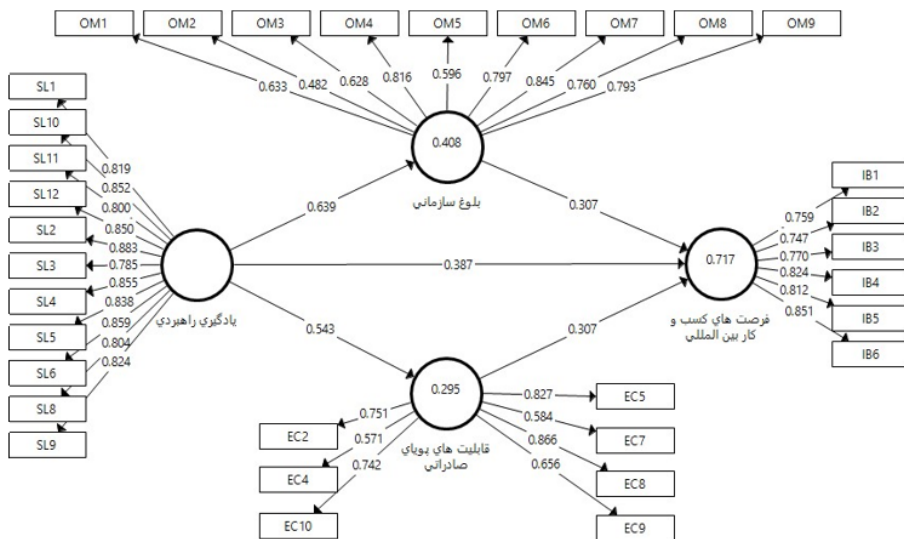 OM1 OM2 OM3 OM4 OM5 OM6 OM7 OM8 OM9
0.633 0.482 0.628 0.816 0.596 0.797 0.845 0.760 0.793
SL1
SL10
SL11
SL12
SL2
SL3
SL4
SL5
SL6
SL8
SL9
0.819
0.852
0.800
0.850
0.883
0.785
0.855
0.838
0.859
0.804
0.824
يادگيري راهبردي
0.639
0.387
0.543
0.408
بلوغ سازماني
0.307
0.295
قابليت هاي پوياي
صادراتي
0.307
0.717
فرصت هاي كسب و
كار بين المللي
0.759
0.747
0.770
0.824
0.812
0.851
IB1
IB2
IB3
IB4
IB5
IB6
0.751
0.571
0.742
EC2
EC4
EC10
0.827
0.584
0.866
0.656
EC5
EC7
EC8
EC9